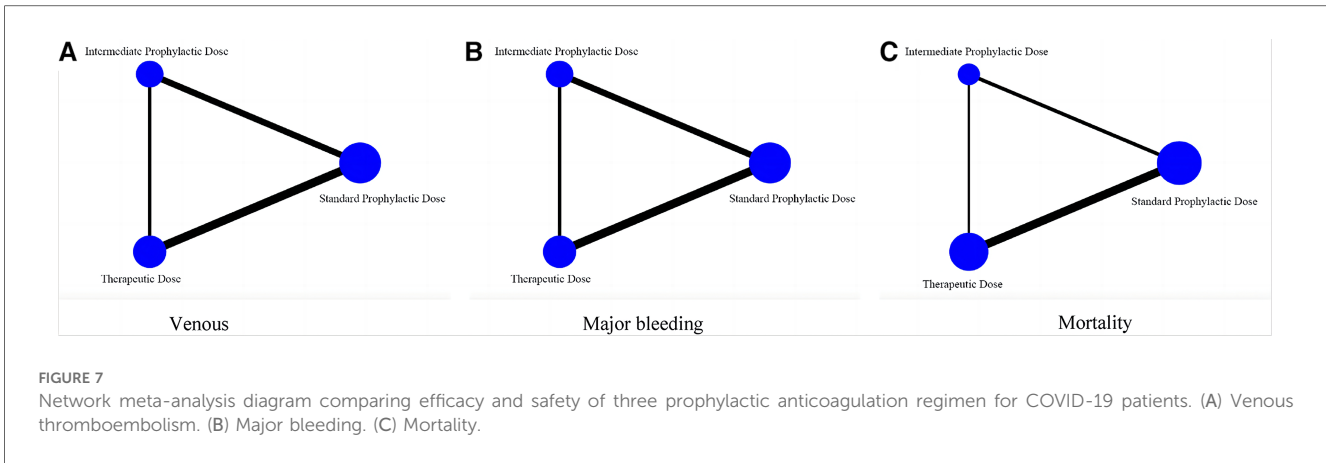 A Intermediate Prophylactic Dose
Standard Prophylactic Dose
Therapeutic Dose
Venous
B Intermediate Prophylactic Dose
Standard Prophylactic Dose
Therapeutic Dose
Major bleeding
C Intermediate Prophylactic Dose
Standard Prophylactic Dose
Therapeutic Dose
Mortality
FIGURE 7
Network meta-analysis diagram comparing efficacy and safety of three prophylactic anticoagulation regimen for COVID-19 patients. (A) Venous
thromboembolism. (B) Major bleeding. (C) Mortality.